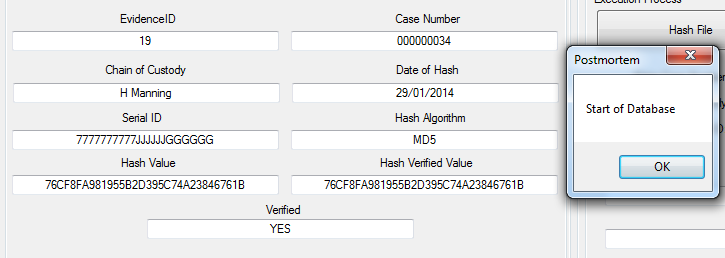 Execution Process
EvidenceID
Case Number
19
000000034
Hash File
Chain of Custody
Date of Hash
H Manning
29/01/2014
Serial ID
Hash Algorithm
7777777777JJJJJJGGGGGG
MD5
Hash Value
Hash Verified Value
76CF8FA981955B2D395C74A23846761B
76CF8FA981955B2D395C74A23846761B
Verified
YES
Postmortem
Start of Database
OK